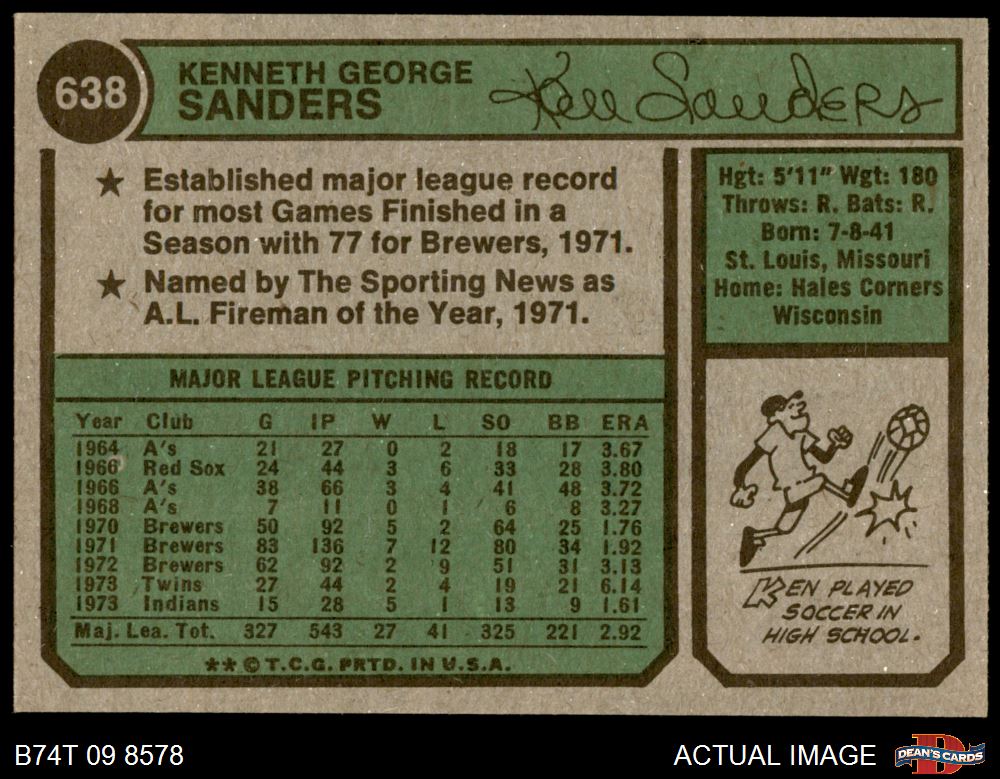 638
KENNETH GEORGE
SANDERS
Ken Sanders
★ Established major league record
for most Games Finished in a
Season with 77 for Brewers, 1971.
★ Named by The Sporting News as
A.L. Fireman of the Year, 1971.
Hgt: 5'11" Wgt: 180
Throws: R. Bats: R.
Born: 7-8-41
St. Louis, Missouri
Home: Hales Corners
Wisconsin
MAJOR LEAGUE PITCHING RECORD
Year Club G IP W L SO BB ERA
1964 A's 21 27 0 2 18 17 3.67
1966 Red Sox 24 44 3 6 33 28 3.80
1966 A's 38 66 3 4 41 48 3.72
1968 A's 7 11 0 1 6 8 3.27
1970 Brewers 50 92 5 2 64 25 1.76
1971 Brewers 83 136 7 12 80 34 1.92
1972 Brewers 62 92 2 9 51 31 3.13
1973 Twins 27 44 2 4 19 21 6.14
1973 Indians 15 28 5 1 13 9 1.61
Maj. Lea. Tot. 327 543 27 41 325 221 2.92
** © T.C.G. PRTD. IN U.S.A.
KEN PLAYED
SOCCER IN
HIGH SCHOOL.
B74T 09 8578
ACTUAL IMAGE
DEAN'S CARDS